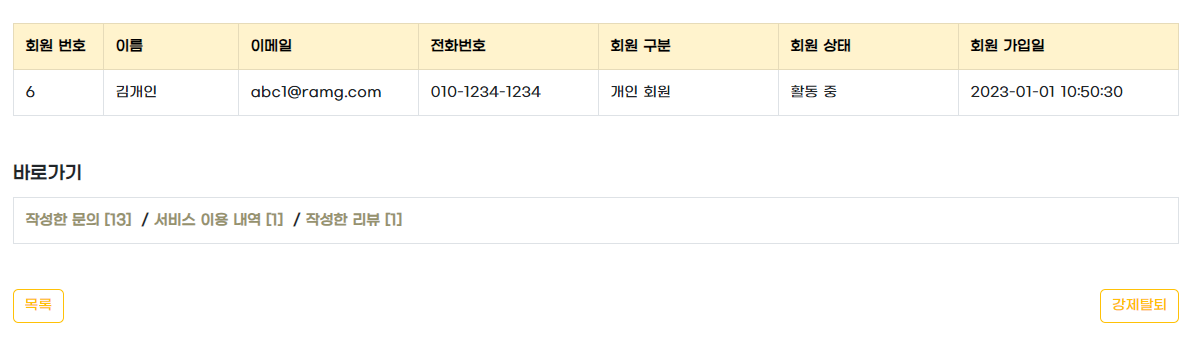 회원 번호 이름 이메일 전화번호 회원 구분 회원 상태 회원 가입일
6 김개인 abc1@ramg.com 010-1234-1234 개인 회원 활동 중 2023-01-01 10:50:30
바로가기
작성한 문의 [13] / 서비스 이용 내역 [1] / 작성한 리뷰 [1]
목록 강제탈퇴